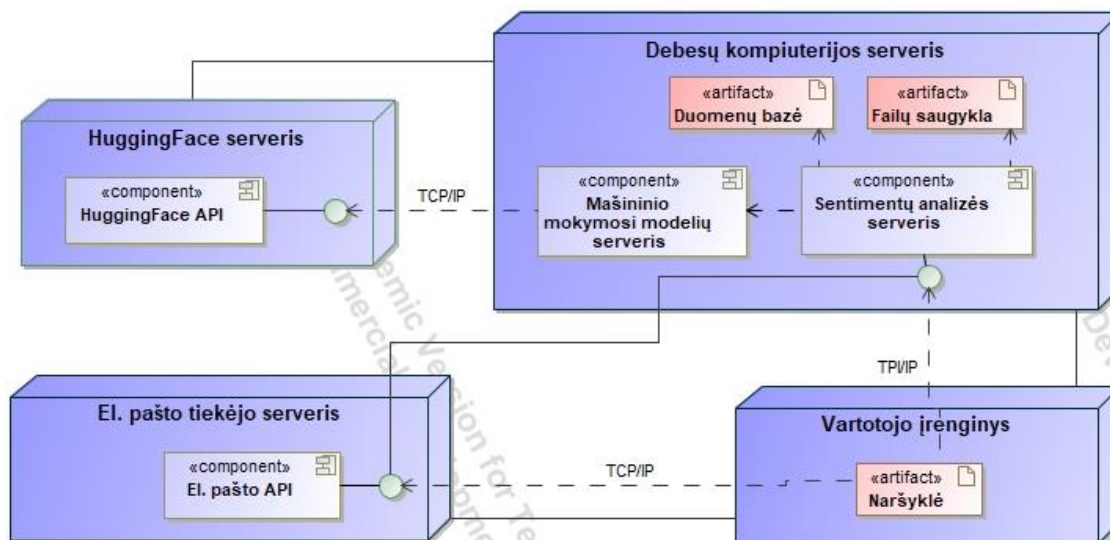 Debesų kompiuterijos serveris
«artifact»
Duomenų bazė
«artifact»
Failų saugykla
HuggingFace serveris
«component»
HuggingFace API
TCP/IP
«component»
Mašininio
mokymosi modelių
serveris
«component»
Sentimentų analizės
serveris
TPI/IP
El. pašto tiekėjo serveris
«component»
El. pašto API
TCP/IP
Vartotojo įrenginys
«artifact»
Naršyklė